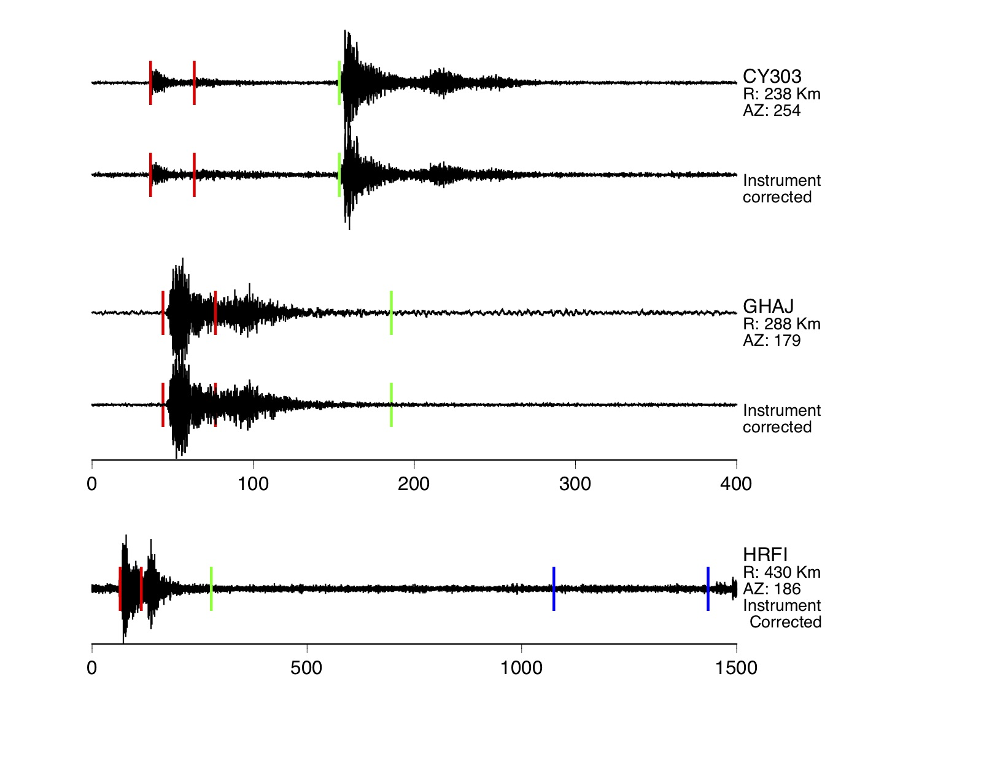 CY303
R: 238 Km
AZ: 254
Instrument
corrected
GHAJ
R: 288 Km
AZ: 179
Instrument
corrected
0 100 200 300 400
HRFI
R: 430 Km
AZ: 186
Instrument
Corrected
0 500 1000 1500